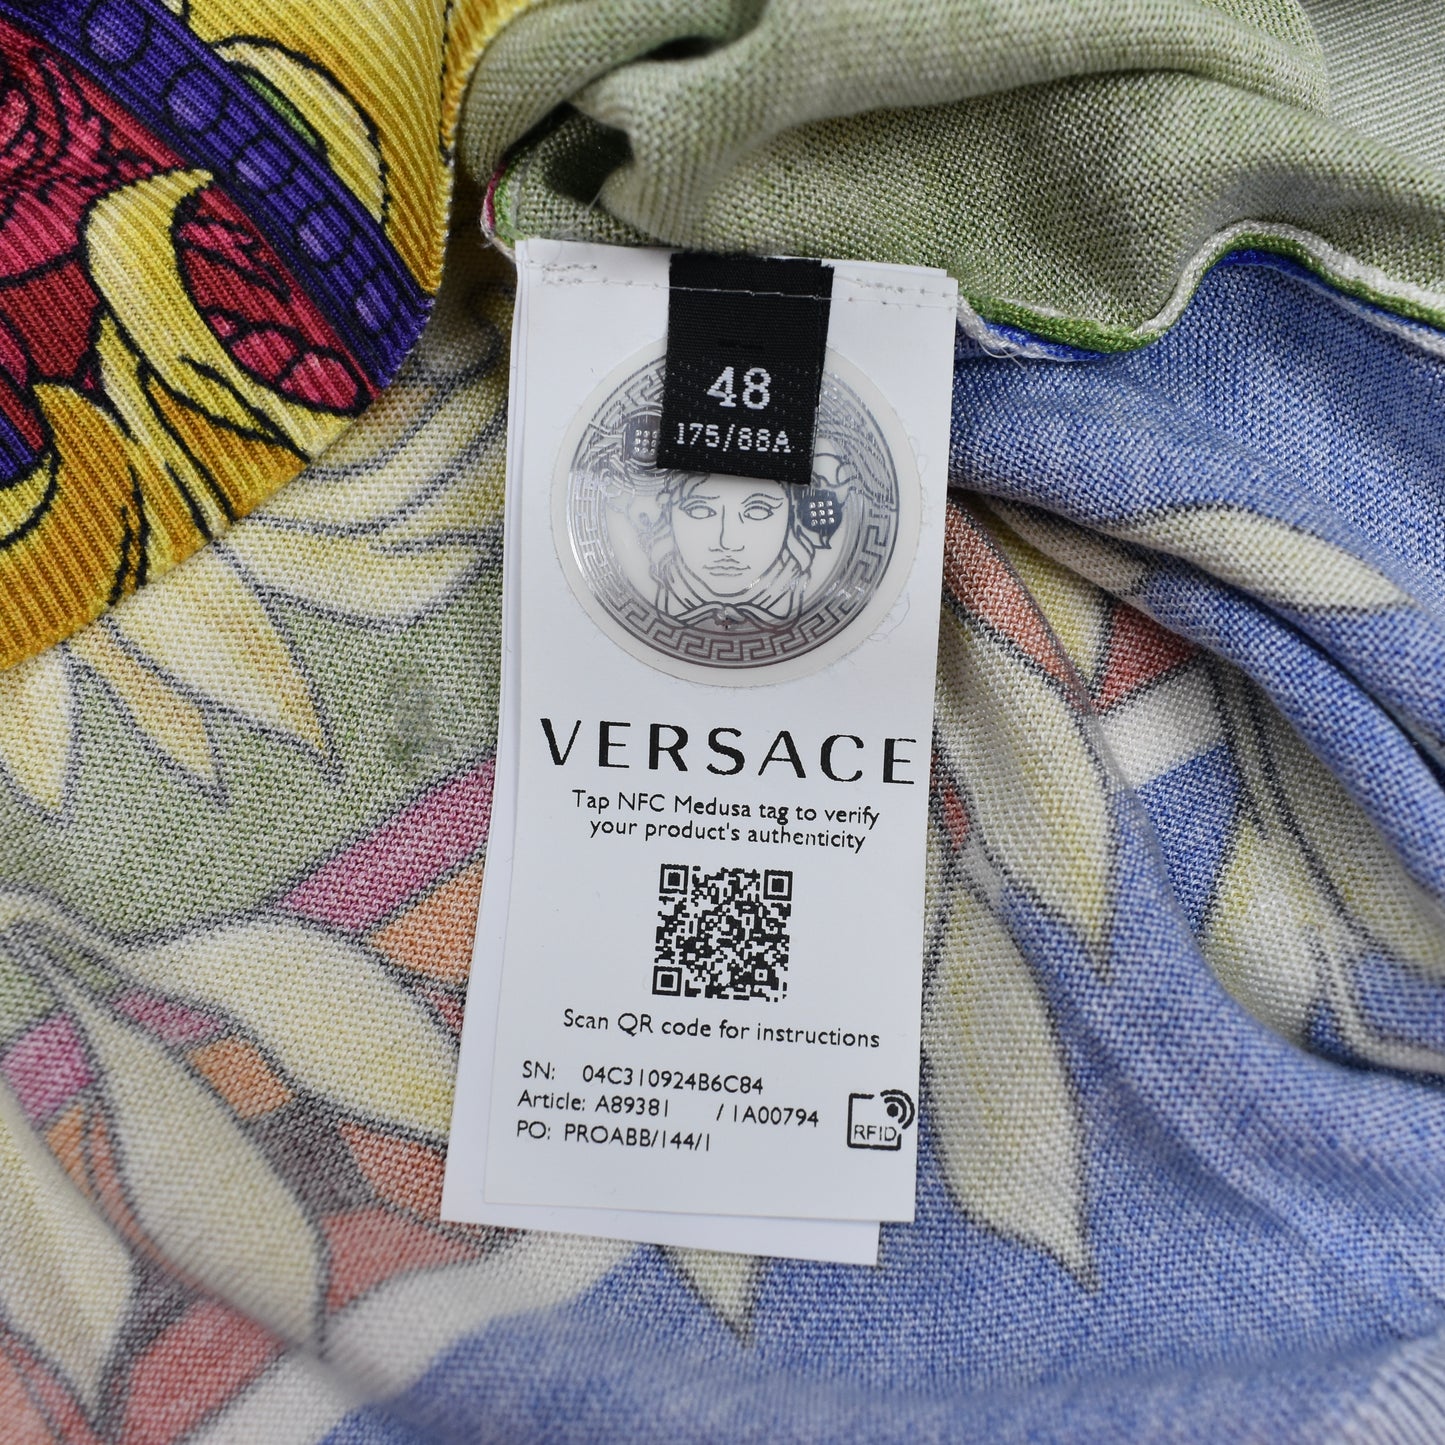 48
175/88A
VERSACE
Tap NFC Medusa tag to verify
your product's authenticity
Scan QR code for instructions
SN: 04C310924B6C84
Article: A89381 / 1A00794
PO: PROABB/144/1
RFID